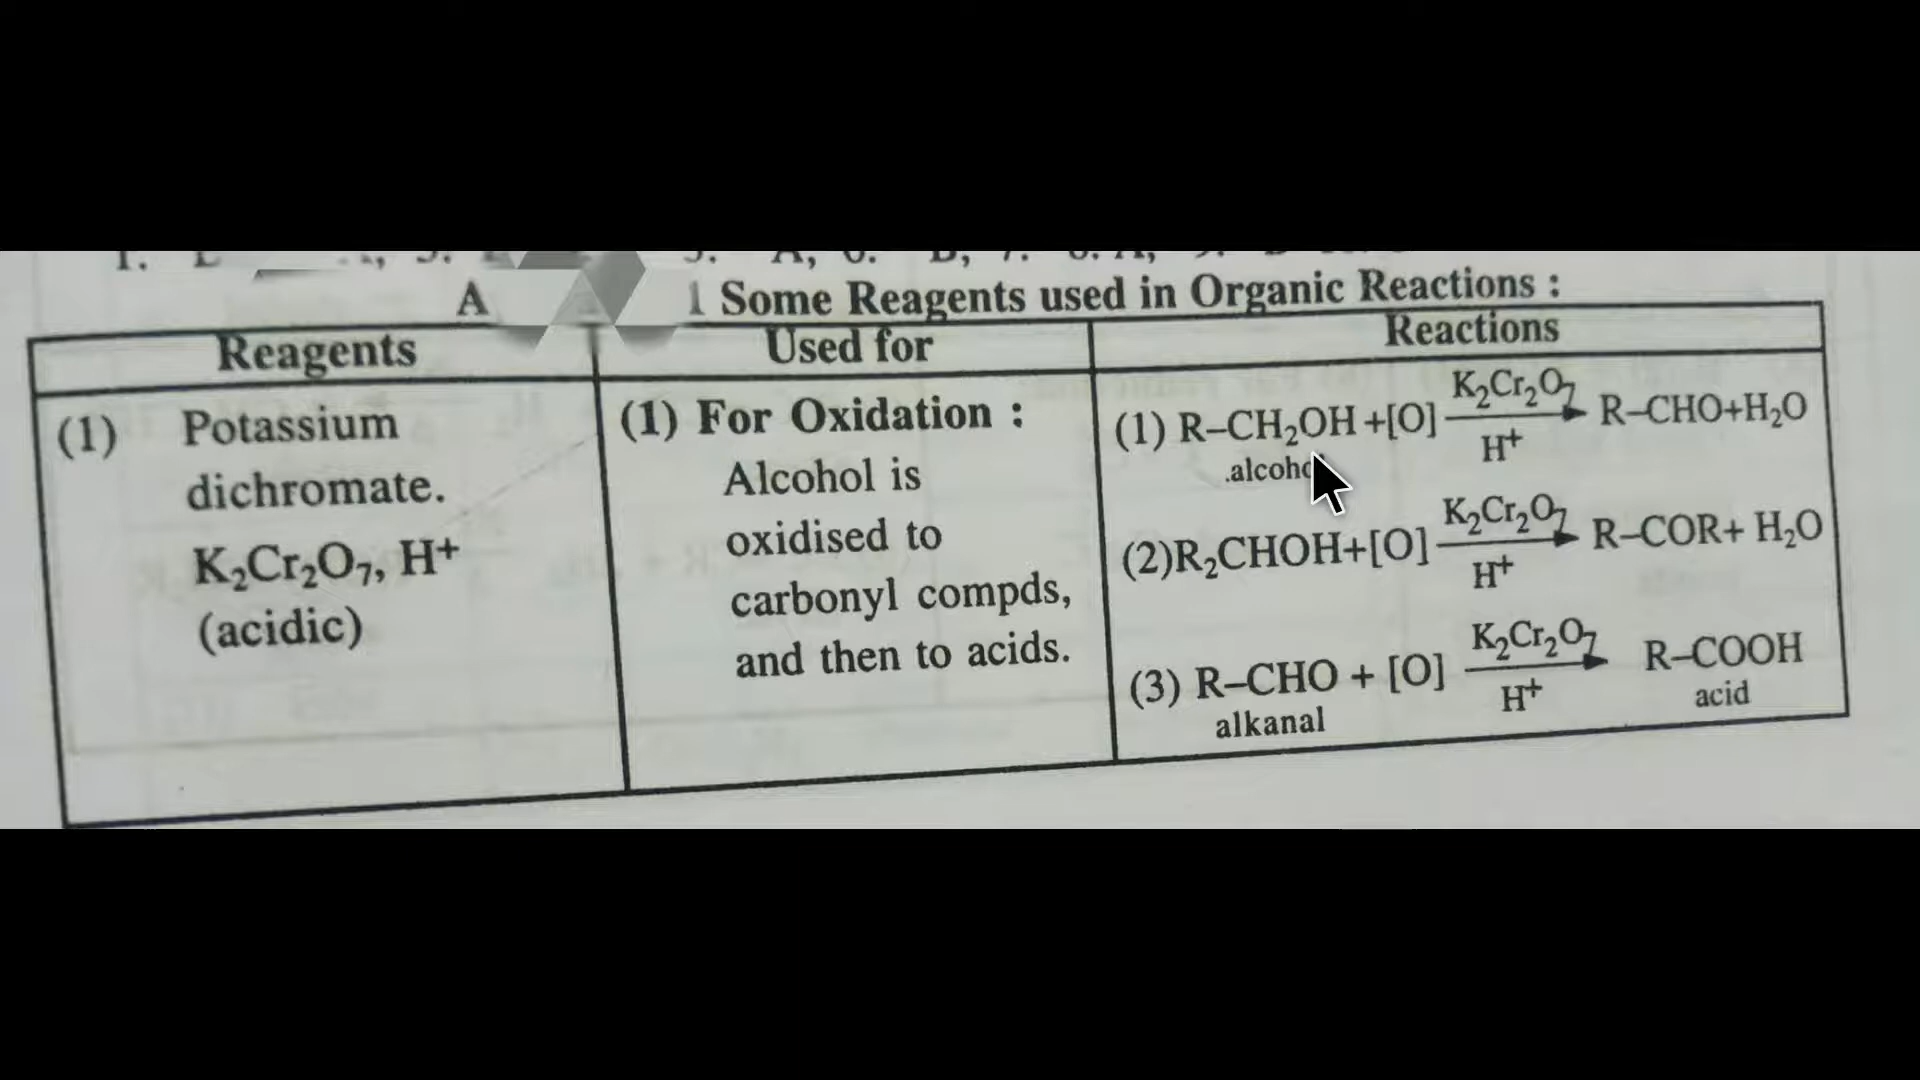 1 Some Reagents used in Organic Reactions :
Reagents Used for Reactions
(1) Potassium
dichromate.
K₂Cr₂O₇, H⁺
(acidic)
(1) For Oxidation :
Alcohol is
oxidised to
carbonyl compds,
and then to acids.
(1) R–CH₂OH +[O] K₂Cr₂O₇ H⁺ R–CHO+H₂O
(2)R₂CHOH+[O] K₂Cr₂O₇ H⁺ R–COR+ H₂O
(3) R–CHO + [O] K₂Cr₂O₇ H⁺ R–COOH
alkanal acid